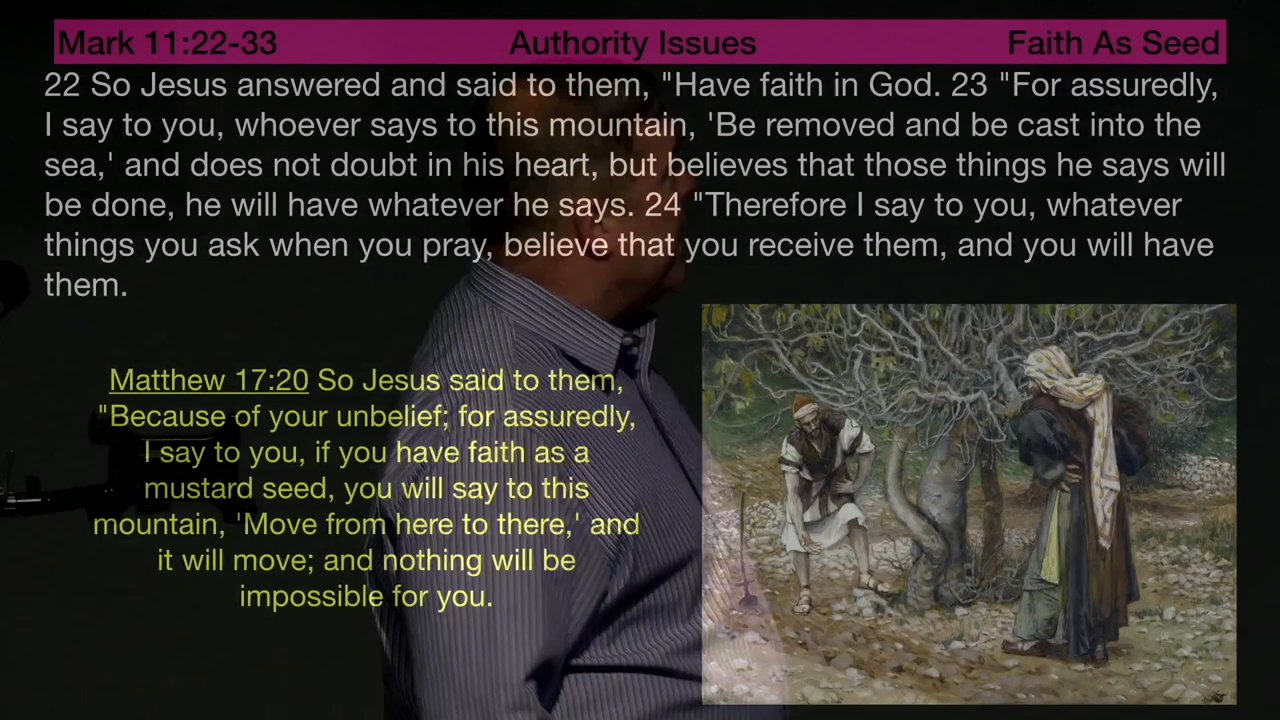 Mark 11:22-33 Authority Issues Faith As Seed
22 So Jesus answered and said to them, "Have faith in God. 23 "For assuredly,
I say to you, whoever says to this mountain, 'Be removed and be cast into the
sea,' and does not doubt in his heart, but believes that those things he says will
be done, he will have whatever he says. 24 "Therefore I say to you, whatever
things you ask when you pray, believe that you receive them, and you will have
them.
Matthew 17:20 So Jesus said to them,
"Because of your unbelief; for assuredly,
I say to you, if you have faith as a
mustard seed, you will say to this
mountain, 'Move from here to there,' and
it will move; and nothing will be
impossible for you.